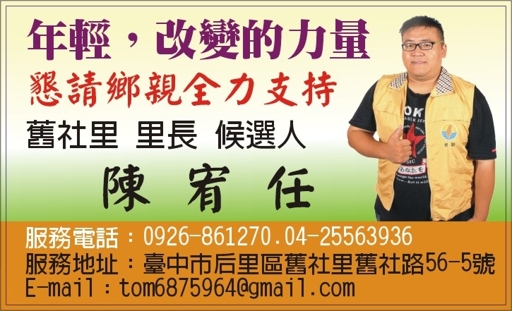 年輕，改變的力量
懇請鄉親全力支持
舊社里 里長 候選人
陳宥任
服務電話：0926-861270.04-25563936
服務地址：臺中市后里區舊社里舊社路56-5號
E-mail：tom6875964@gmail.com